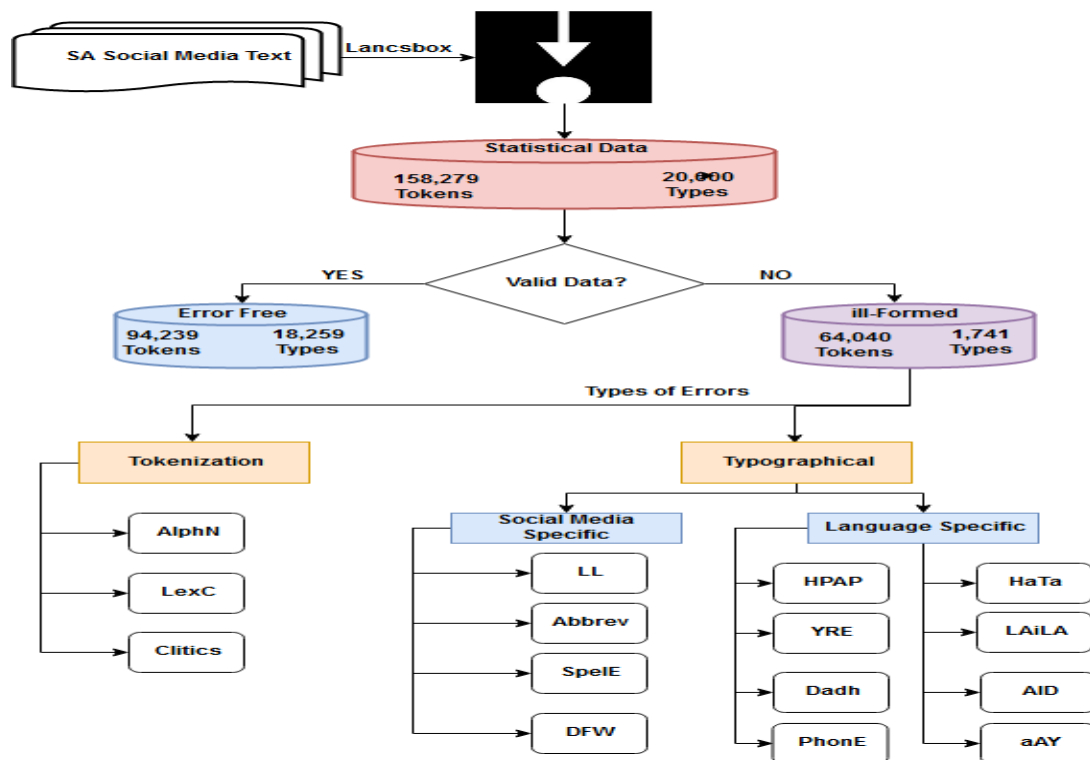 SA Social Media Text
Lancsbox
Statistical Data
158,279
Tokens
20,000
Types
Valid Data?
YES
NO
Error Free
94,239
Tokens
18,259
Types
ill-Formed
64,040
Tokens
1,741
Types
Types of Errors
Tokenization
AlphN
LexC
Clitics
Typographical
Social Media
Specific
LL
Abbrev
SpelE
DFW
Language Specific
HPAP
YRE
Dadh
PhonE
HaTa
LAiLA
AID
aAY